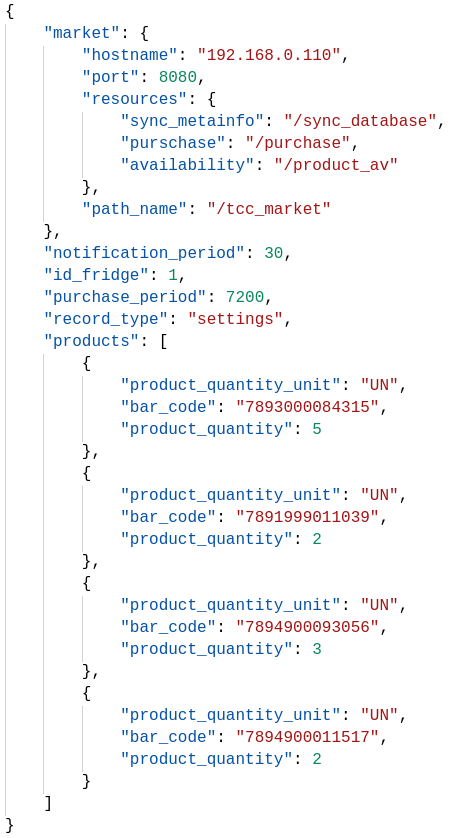 {
    "market": {
        "hostname": "192.168.0.110",
        "port": 8080,
        "resources": {
            "sync_metainfo": "/sync_database",
            "purschase": "/purchase",
            "availability": "/product_av"
        },
        "path_name": "/tcc_market"
    },
    "notification_period": 30,
    "id_fridge": 1,
    "purchase_period": 7200,
    "record_type": "settings",
    "products": [
        {
            "product_quantity_unit": "UN",
            "bar_code": "7893000084315",
            "product_quantity": 5
        },
        {
            "product_quantity_unit": "UN",
            "bar_code": "7891999011039",
            "product_quantity": 2
        },
        {
            "product_quantity_unit": "UN",
            "bar_code": "7894900093056",
            "product_quantity": 3
        },
        {
            "product_quantity_unit": "UN",
            "bar_code": "7894900011517",
            "product_quantity": 2
        }
    ]
}